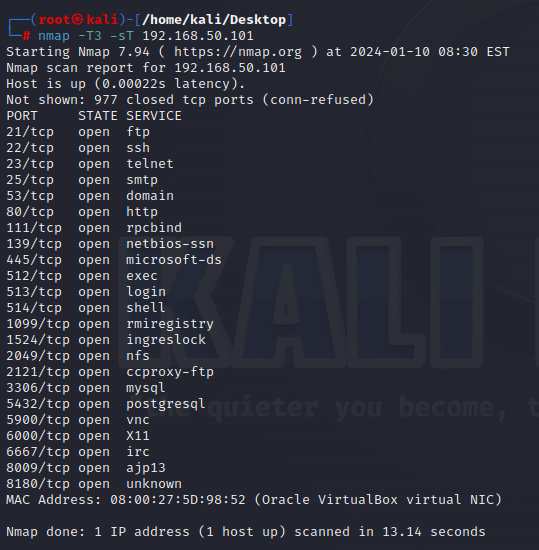 ┌──(root㉿kali)-[/home/kali/Desktop]
└─# nmap -T3 -sT 192.168.50.101
Starting Nmap 7.94 ( https://nmap.org ) at 2024-01-10 08:30 EST
Nmap scan report for 192.168.50.101
Host is up (0.00022s latency).
Not shown: 977 closed tcp ports (conn-refused)
PORT     STATE SERVICE
21/tcp   open  ftp
22/tcp   open  ssh
23/tcp   open  telnet
25/tcp   open  smtp
53/tcp   open  domain
80/tcp   open  http
111/tcp  open  rpcbind
139/tcp  open  netbios-ssn
445/tcp  open  microsoft-ds
512/tcp  open  exec
513/tcp  open  login
514/tcp  open  shell
1099/tcp open  rmiregistry
1524/tcp open  ingreslock
2049/tcp open  nfs
2121/tcp open  ccproxy-ftp
3306/tcp open  mysql
5432/tcp open  postgresql
5900/tcp open  vnc
6000/tcp open  X11
6667/tcp open  irc
8009/tcp open  ajp13
8180/tcp open  unknown
MAC Address: 08:00:27:5D:98:52 (Oracle VirtualBox virtual NIC)
Nmap done: 1 IP address (1 host up) scanned in 13.14 seconds
KALI
the quieter you become, t